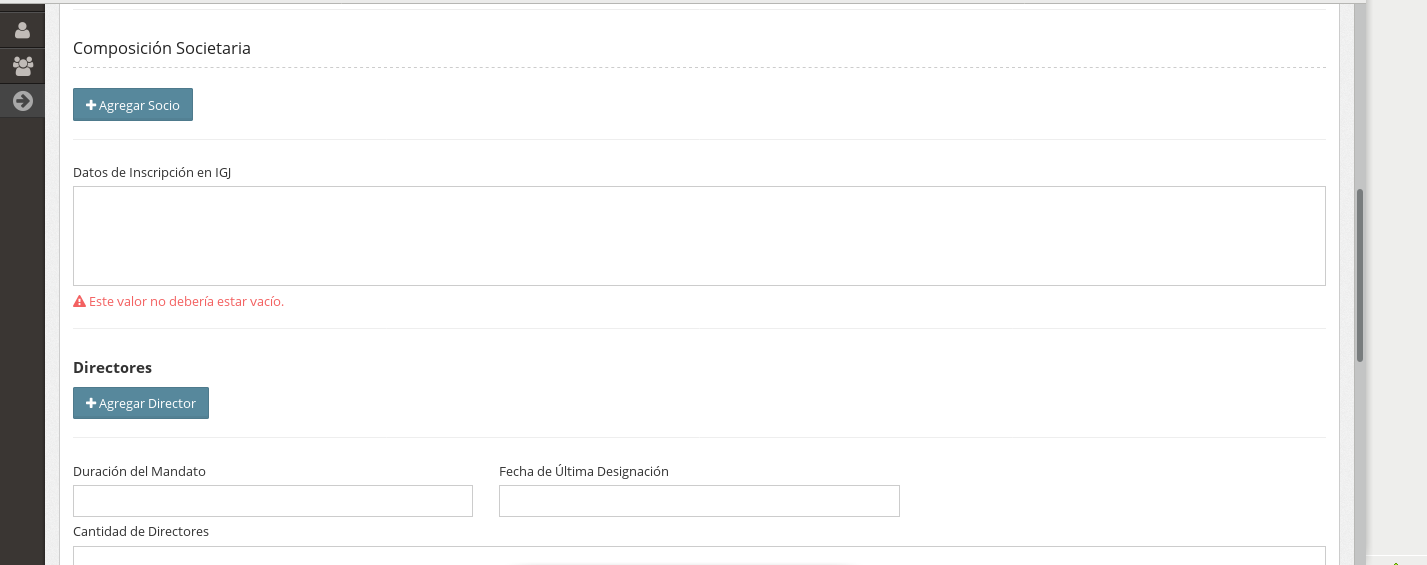 Composición Societaria
Agregar Socio
Datos de Inscripción en IGJ
Este valor no debería estar vacío.
Directores
Agregar Director
Duración del Mandato
Fecha de Última Designación
Cantidad de Directores